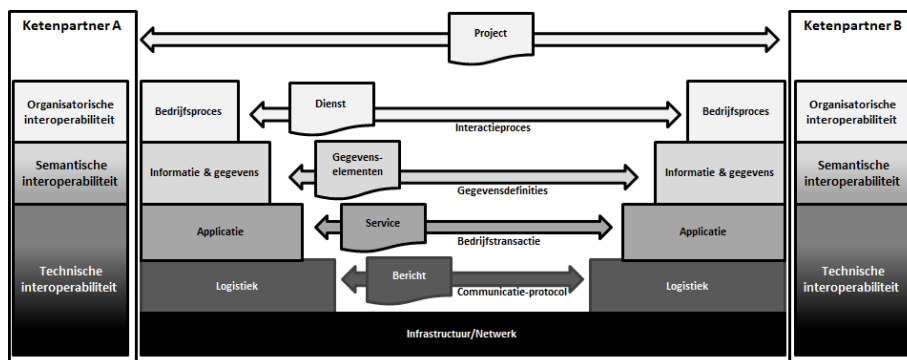 Ketenpartner A
Project
Ketenpartner B
Organisatorische
interoperabiliteit
Bedrijfsproces
Dienst
Interactieproces
Bedrijfsproces
Organisatorische
interoperabiliteit
Semantische
interoperabiliteit
Informatie & gegevens
Gegevens-
elementen
Gegevensdefinities
Informatie & gegevens
Semantische
interoperabiliteit
Technische
interoperabiliteit
Applicatie
Service
Bedrijfstransactie
Applicatie
Logistiek
Bericht
Communicatie-protocol
Logistiek
Technische
interoperabiliteit
Infrastructuur/Netwerk